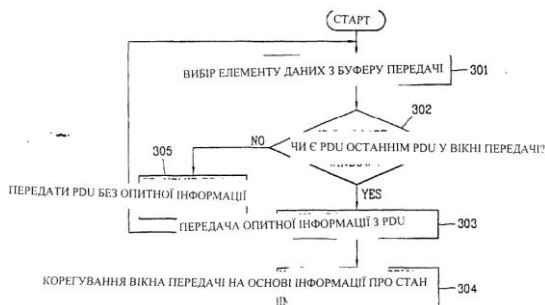 СТАРТ
ВИБІР ЕЛЕМЕНТУ ДАНИХ З БУФЕРУ ПЕРЕДАЧІ
301
302
ЧИ Є PDU ОСТАННІМ PDU У ВІКНІ ПЕРЕДАЧІ?
NO
305
ПЕРЕДАТИ PDU БЕЗ ОПИТНОЇ ІНФОРМАЦІЇ
YES
ПЕРЕДАЧА ОПИТНОЇ ІНФОРМАЦІЇ З PDU
303
КОРЕГУВАННЯ ВІКНА ПЕРЕДАЧІ НА ОСНОВІ ІНФОРМАЦІЇ ПРО СТАН
304